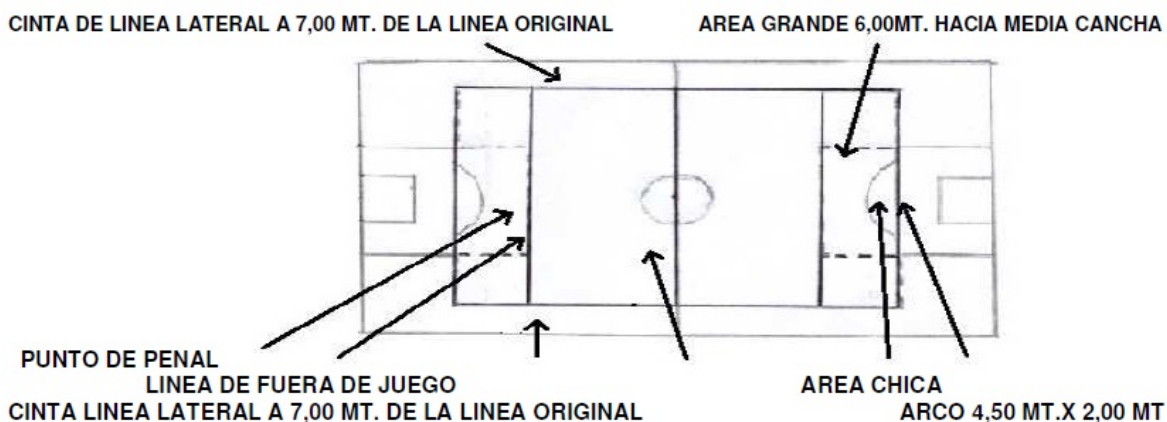 CINTA DE LINEA LATERAL A 7,00 MT. DE LA LINEA ORIGINAL
AREA GRANDE 6,00MT. HACIA MEDIA CANCHA
PUNTO DE PENAL
LINEA DE FUERA DE JUEGO
AREA CHICA
CINTA LINEA LATERAL A 7,00 MT. DE LA LINEA ORIGINAL
ARCO 4,50 MT.X 2,00 MT